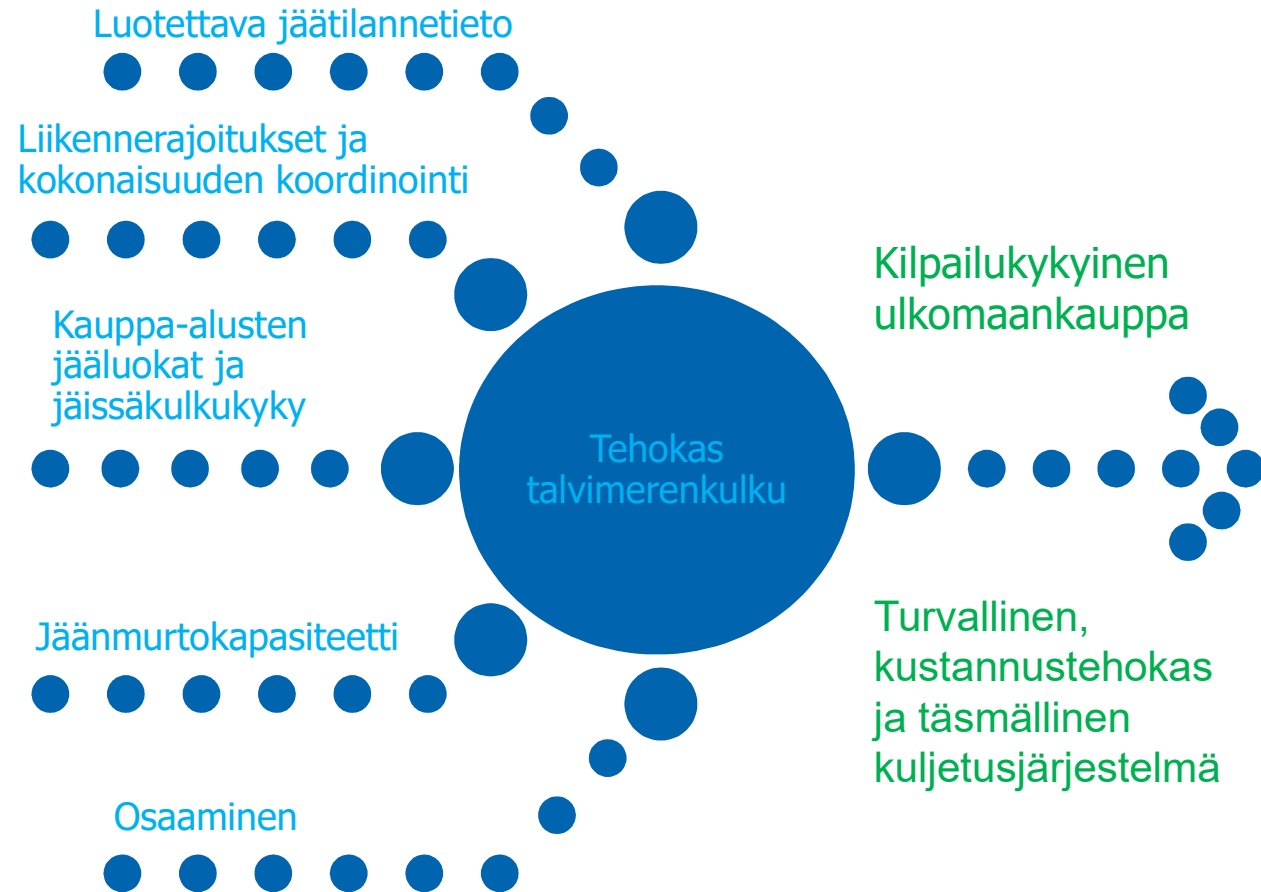 Luotettava jäätilannetieto
Liikennerajoitukset ja
kokonaisuuden koordinointi
Kauppa-alusten
jääluokat ja
jäissäkulkukyky
Jäänmurtokapasiteetti
Osaaminen
Tehokas
talvimerenkulku
Kilpailukykyinen
ulkomaankauppa
Turvallinen,
kustannustehokas
ja täsmällinen
kuljetusjärjestelmä